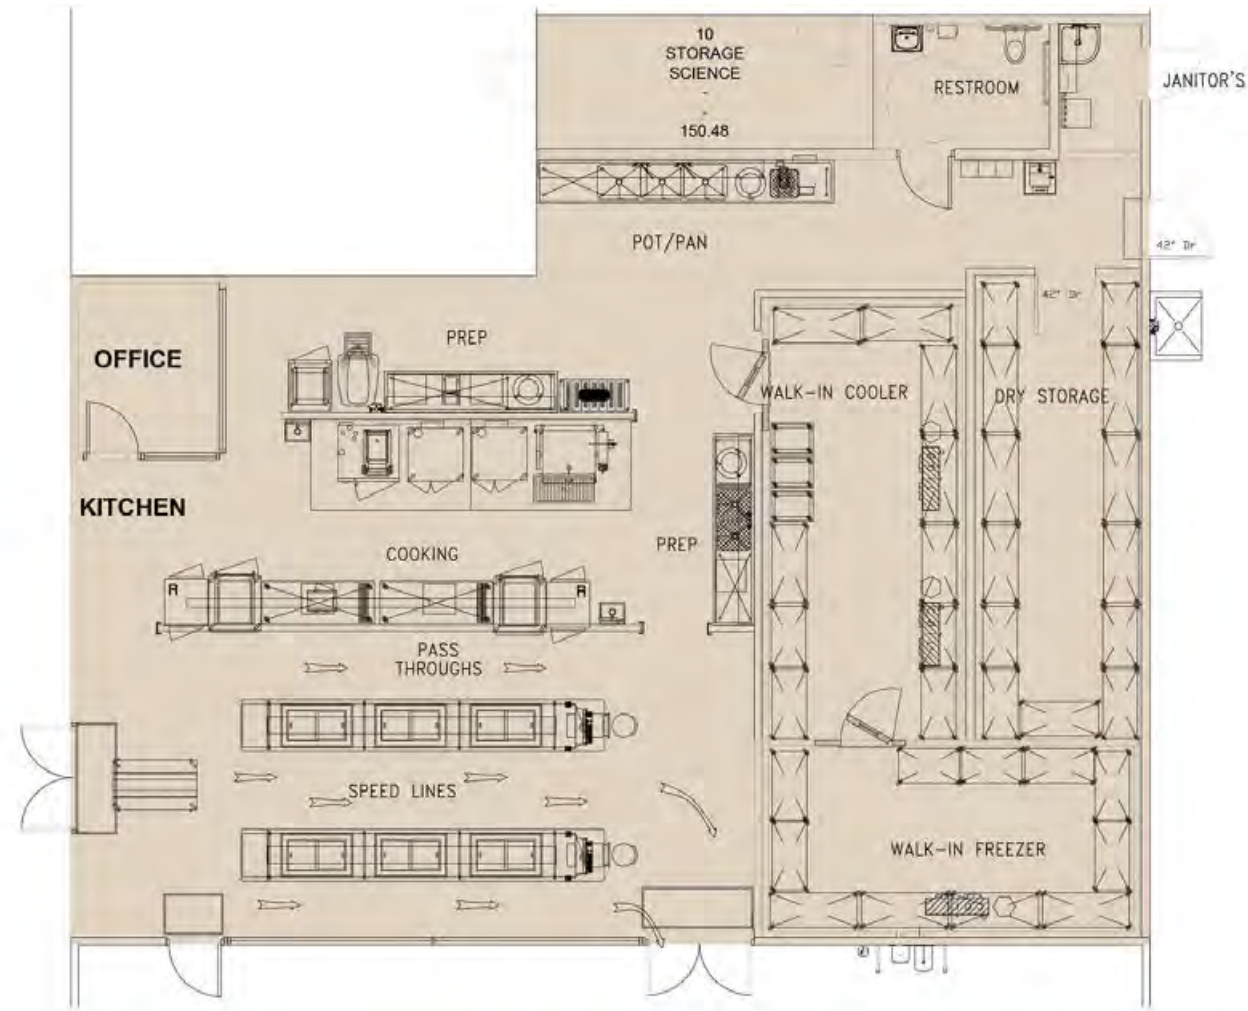 10
STORAGE
SCIENCE
-
-
150.48
RESTROOM
JANITOR'S
POT/PAN
42" Dr
42" Dr
OFFICE
PREP
WALK-IN COOLER
DRY STORAGE
KITCHEN
COOKING
PREP
R
R
PASS
THROUGHS
SPEED LINES
WALK-IN FREEZER